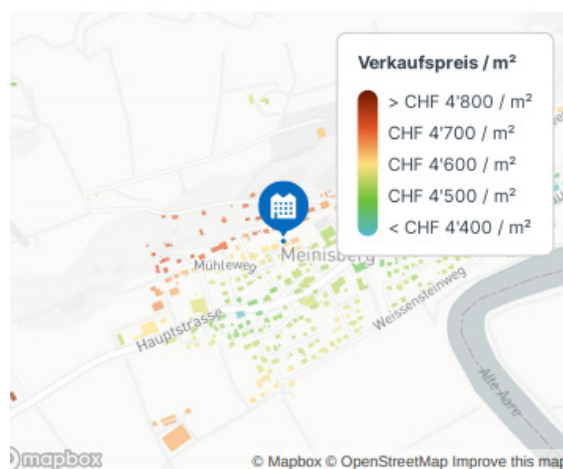 Verkaufspreis / m²
> CHF 4'800 / m²
CHF 4'700 / m²
CHF 4'600 / m²
CHF 4'500 / m²
< CHF 4'400 / m²
Meinisberg
Mühleweg
Hauptstrasse
Weissensteinweg
Alte Aare
mapbox
© Mapbox © OpenStreetMap Improve this map